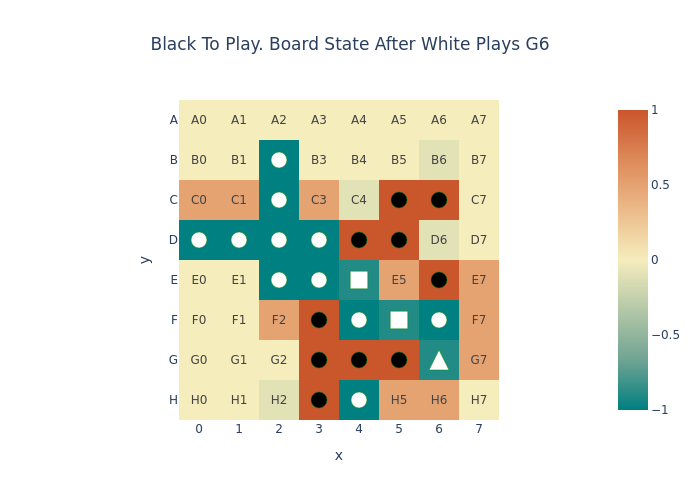 Black To Play. Board State After White Plays G6
A A0 A1 A2 A3 A4 A5 A6 A7
B B0 B1 B3 B4 B5 B6 B7
C C0 C1 C3 C4 C7
D D6 D7
E E0 E1 E5 E7
F F0 F1 F2 F7
G G0 G1 G2 G7
H H0 H1 H2 H5 H6 H7
0 1 2 3 4 5 6 7
x
y
1
0.5
0
−0.5
−1